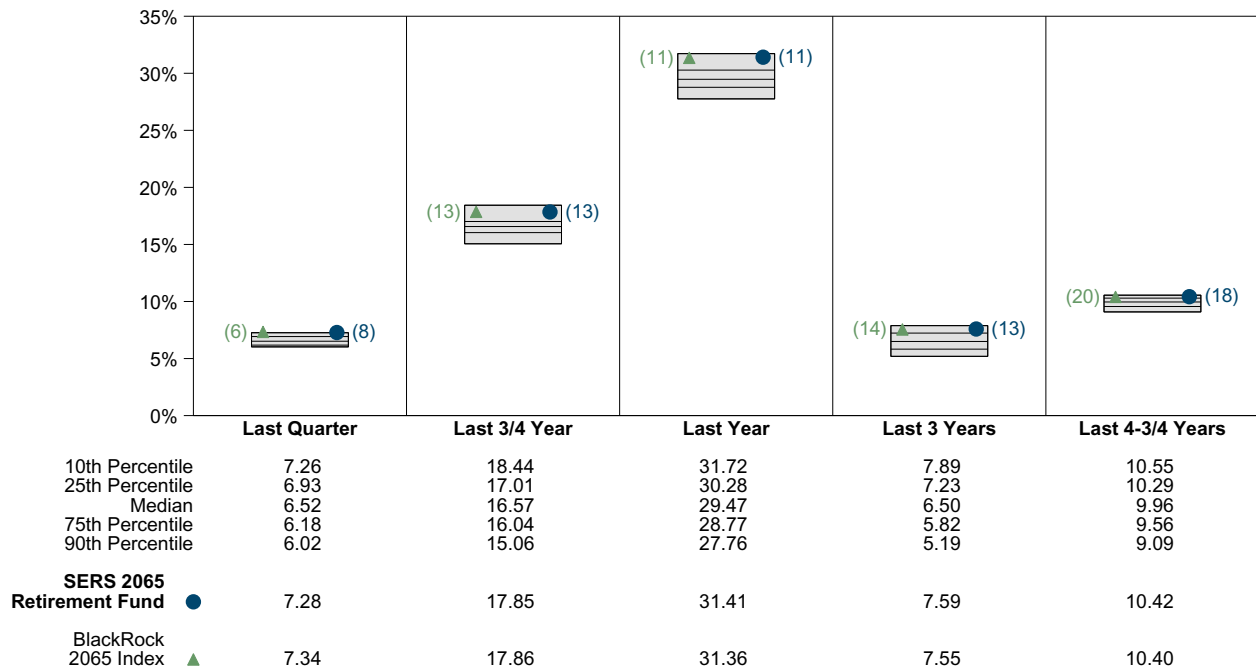 35%
30%
25%
20%
15%
10%
5%
0%
(6) (8)
(13) (13)
(11) (11)
(14) (13)
(20) (18)
Last Quarter Last 3/4 Year Last Year Last 3 Years Last 4-3/4 Years
10th Percentile 7.26 18.44 31.72 7.89 10.55
25th Percentile 6.93 17.01 30.28 7.23 10.29
Median 6.52 16.57 29.47 6.50 9.96
75th Percentile 6.18 16.04 28.77 5.82 9.56
90th Percentile 6.02 15.06 27.76 5.19 9.09
SERS 2065
Retirement Fund 7.28 17.85 31.41 7.59 10.42
BlackRock
2065 Index 7.34 17.86 31.36 7.55 10.40